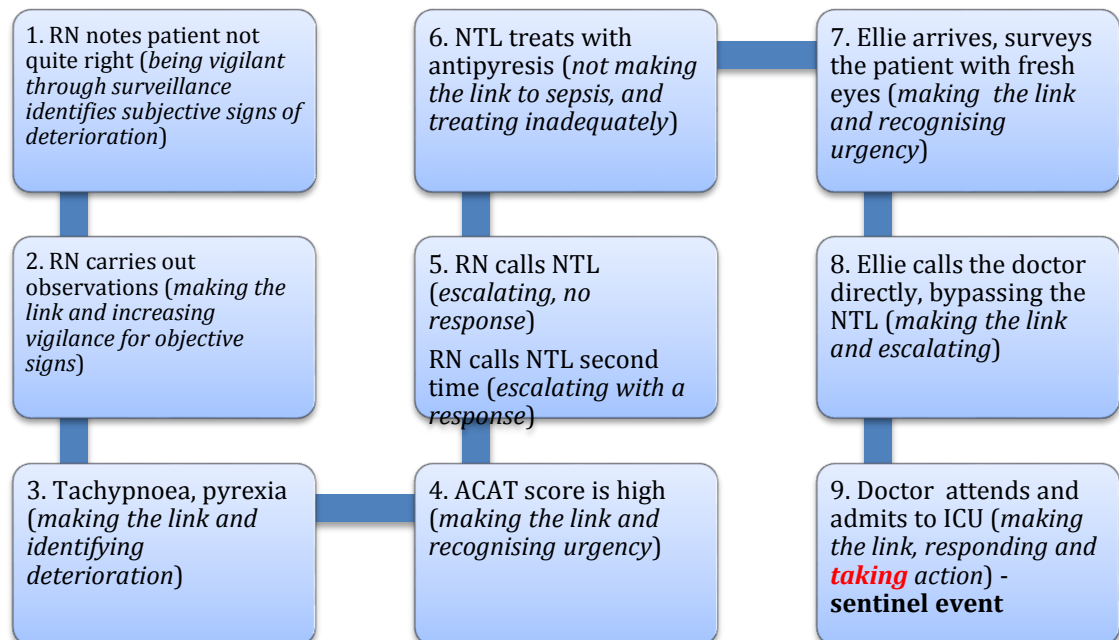 1. RN notes patient not
quite right (being vigilant
through surveillance
identifies subjective signs of
deterioration)
2. RN carries out
observations (making the
link and increasing
vigilance for objective
signs)
3. Tachypnoea, pyrexia
(making the link and
identifying
deterioration)
4. ACAT score is high
(making the link and
recognising urgency)
5. RN calls NTL
(escalating, no
response)
RN calls NTL second
time (escalating with a
response)
6. NTL treats with
antipyresis (not making
the link to sepsis, and
treating inadequately)
7. Ellie arrives, surveys
the patient with fresh
eyes (making the link
and recognising
urgency)
8. Ellie calls the doctor
directly, bypassing the
NTL (making the link
and escalating)
9. Doctor attends and
admits to ICU (making
the link, responding and
taking action) -
sentinel event